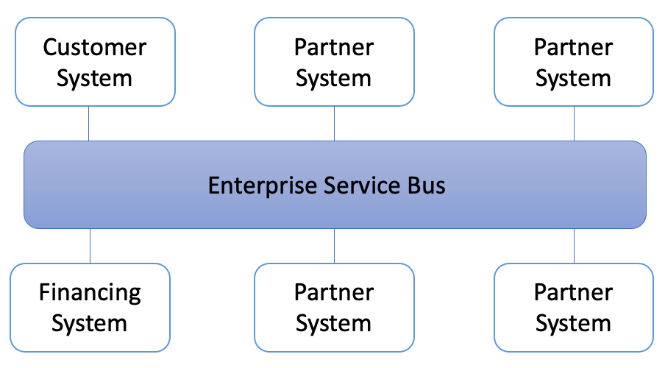 Customer
System
Partner
System
Partner
System
Enterprise Service Bus
Financing
System
Partner
System
Partner
System